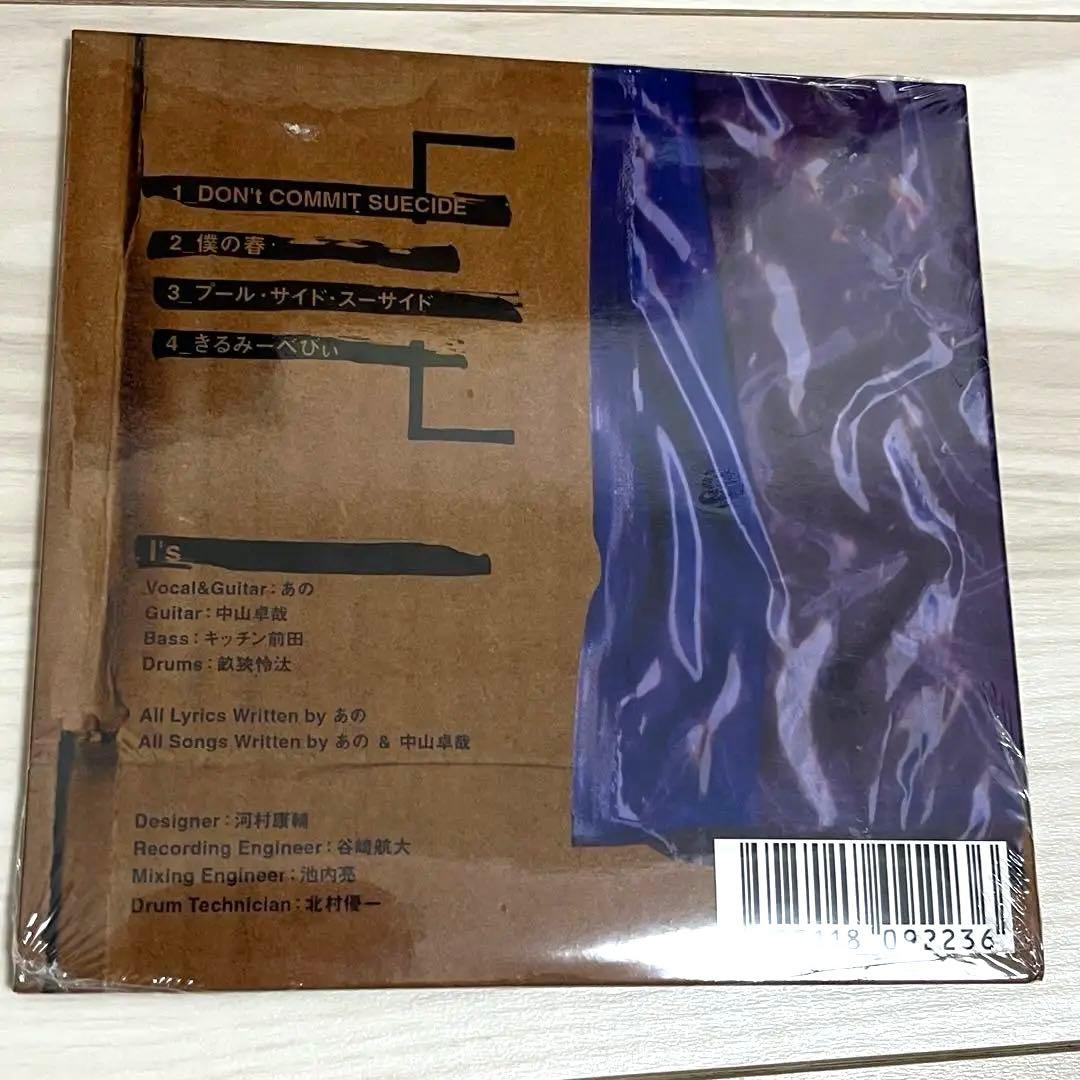 1_DON't COMMIT SUECIDE
2_僕の春・
3_プール・サイド・スーサイド
4_きるみーべびぃ
I's
Vocal&Guitar：あの
Guitar：中山卓哉
Bass：キッチン前田
Drums：畝狹怜汰
All Lyrics Written by あの
All Songs Written by あの & 中山卓哉
Designer：河村康輔
Recording Engineer：谷崎航大
Mixing Engineer：池内亮
Drum Technician：北村優一
118 092236